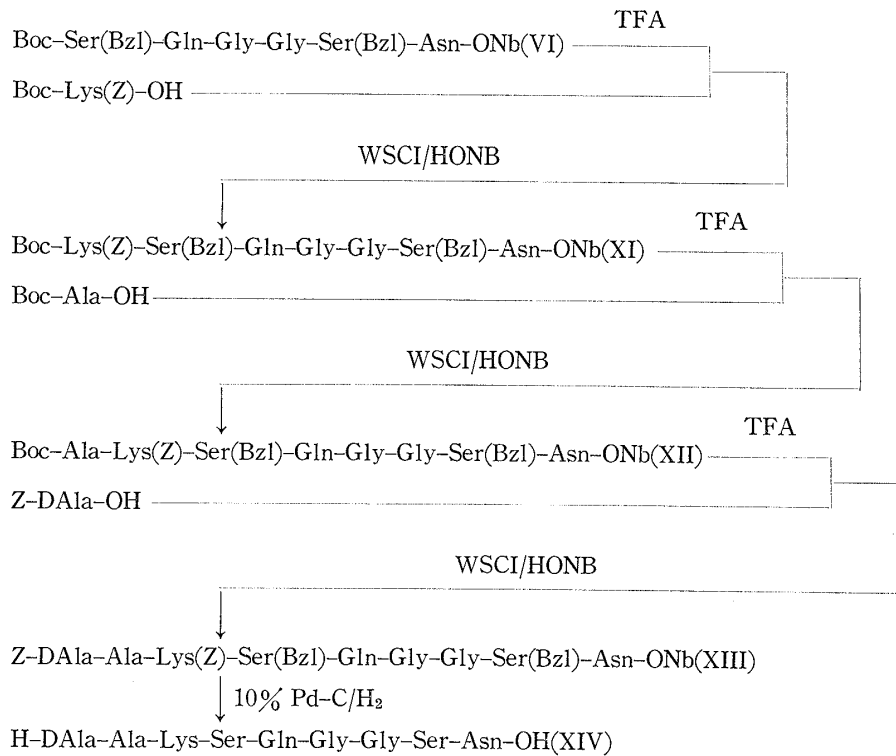 TFA
Boc–Ser(Bzl)–Gln–Gly–Gly–Ser(Bzl)–Asn–ONb(VI)
Boc–Lys(Z)–OH
WSCI/HONB
TFA
Boc–Lys(Z)–Ser(Bzl)–Gln–Gly–Gly–Ser(Bzl)–Asn–ONb(XI)
Boc–Ala–OH
WSCI/HONB
TFA
Boc–Ala–Lys(Z)–Ser(Bzl)–Gln–Gly–Gly–Ser(Bzl)–Asn–ONb(XII)
Z–DAla–OH
WSCI/HONB
Z–DAla–Ala–Lys(Z)–Ser(Bzl)–Gln–Gly–Gly–Ser(Bzl)–Asn–ONb(XIII)
10% Pd–C/H₂
H–DAla–Ala–Lys–Ser–Gln–Gly–Gly–Ser–Asn–OH(XIV)